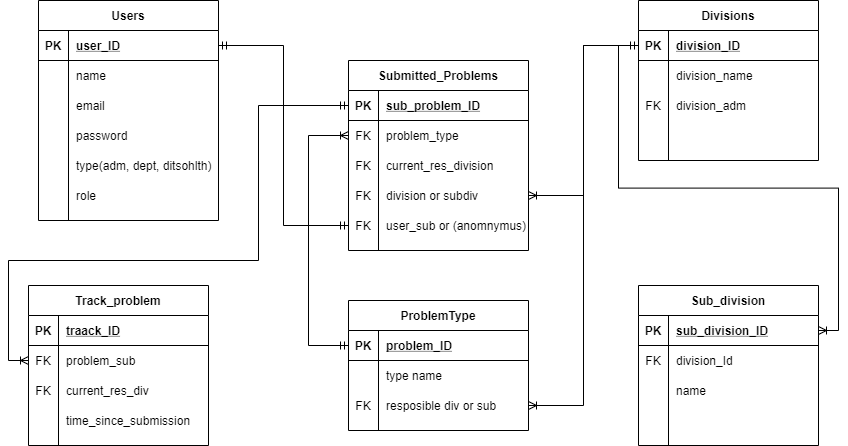 Users
PK user_ID
name
email
password
type(adm, dept, ditsohlth)
role
Submitted_Problems
PK sub_problem_ID
FK problem_type
FK current_res_division
FK division or subdiv
FK user_sub or (anomnymus)
Divisions
PK division_ID
division_name
FK division_adm
Track_problem
PK traack_ID
FK problem_sub
FK current_res_div
time_since_submission
ProblemType
PK problem_ID
type name
FK resposible div or sub
Sub_division
PK sub_division_ID
FK division_Id
name